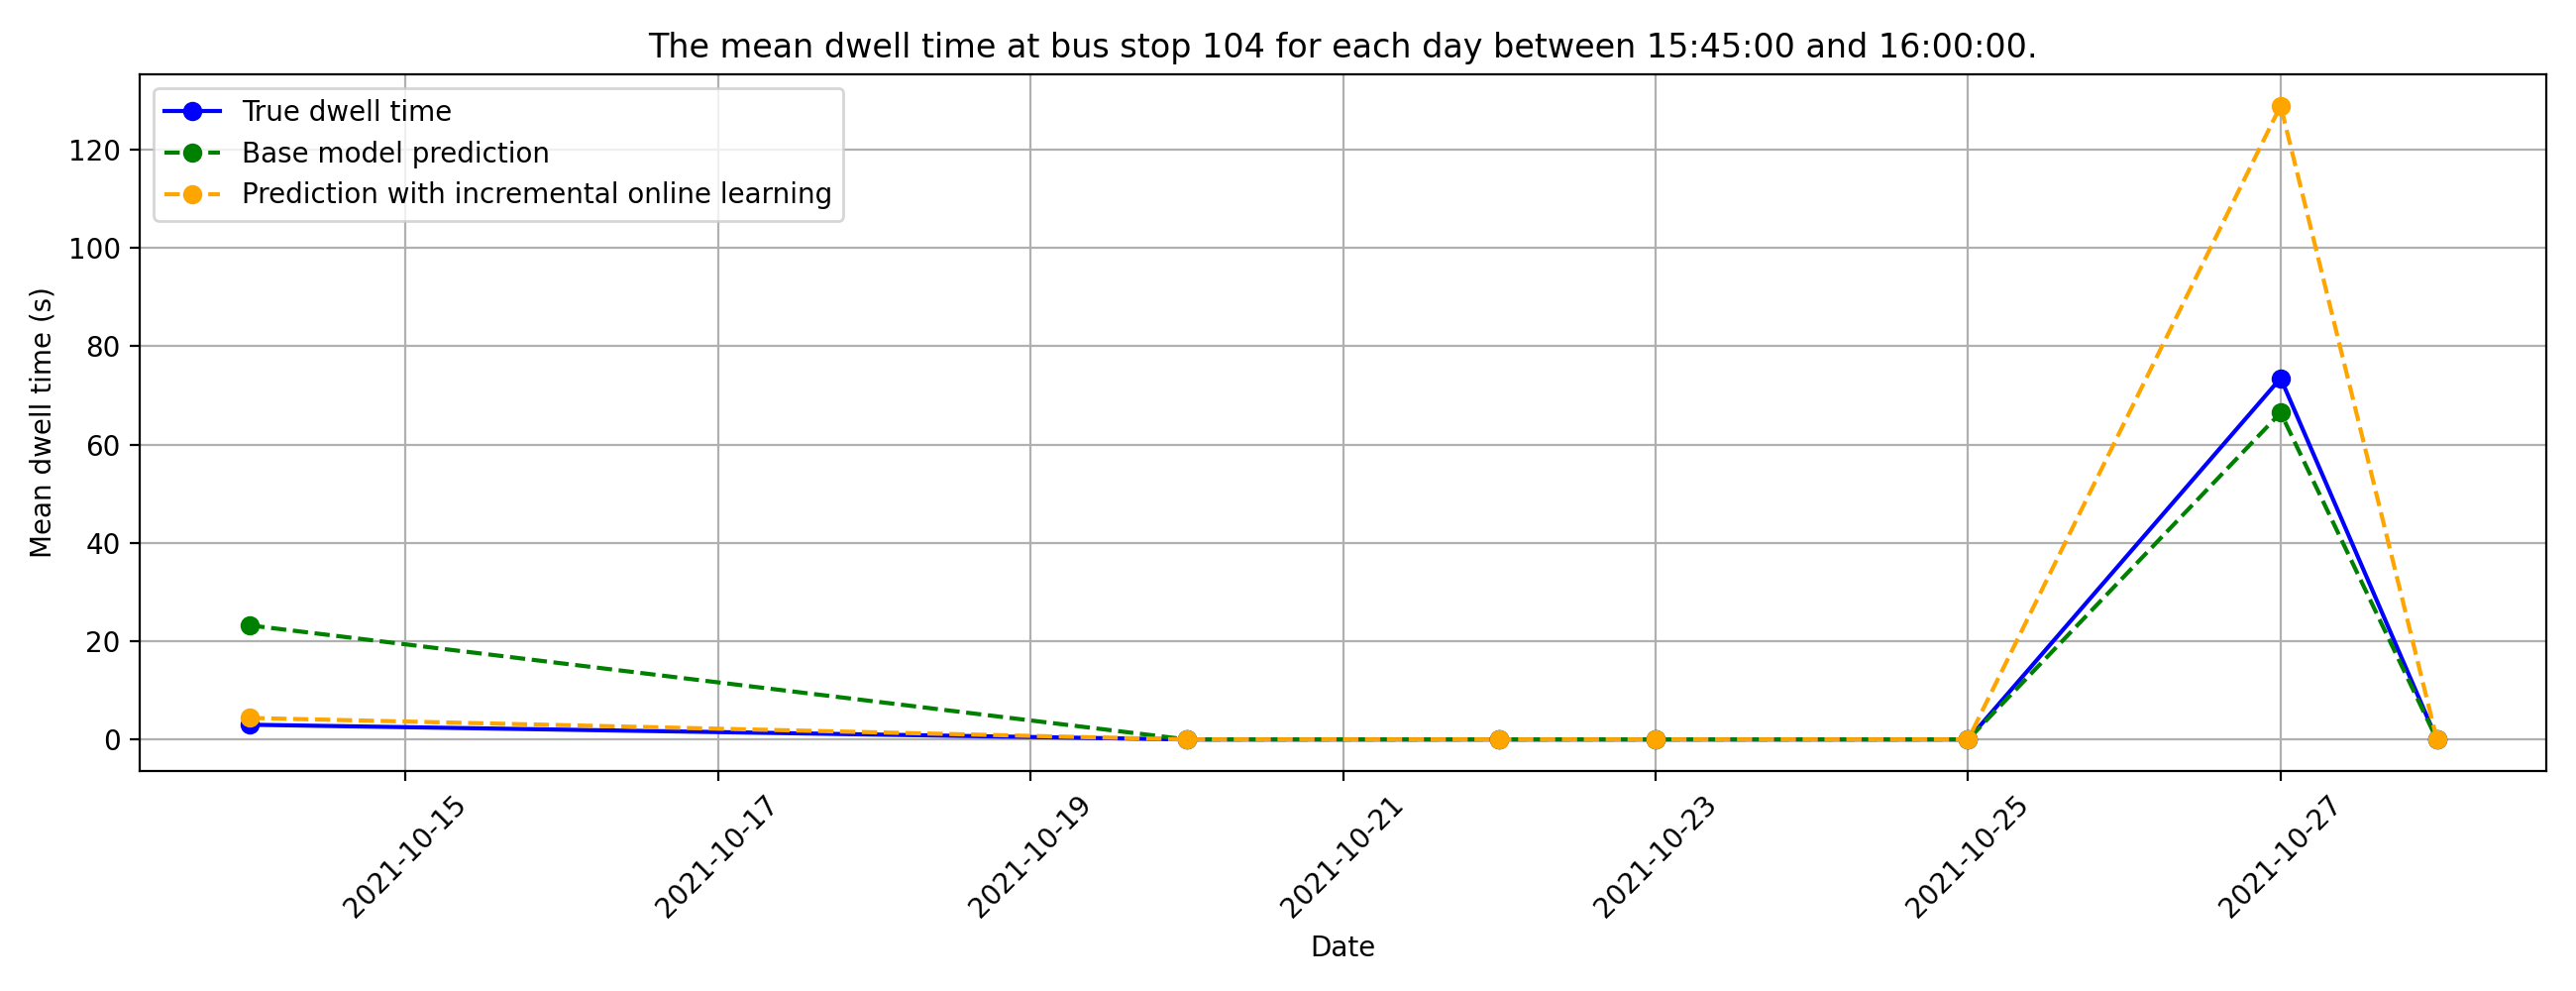 The mean dwell time at bus stop 104 for each day between 15:45:00 and 16:00:00.
True dwell time
Base model prediction
Prediction with incremental online learning
Mean dwell time (s)
120
100
80
60
40
20
0
2021-10-15
2021-10-17
2021-10-19
2021-10-21
2021-10-23
2021-10-25
2021-10-27
Date